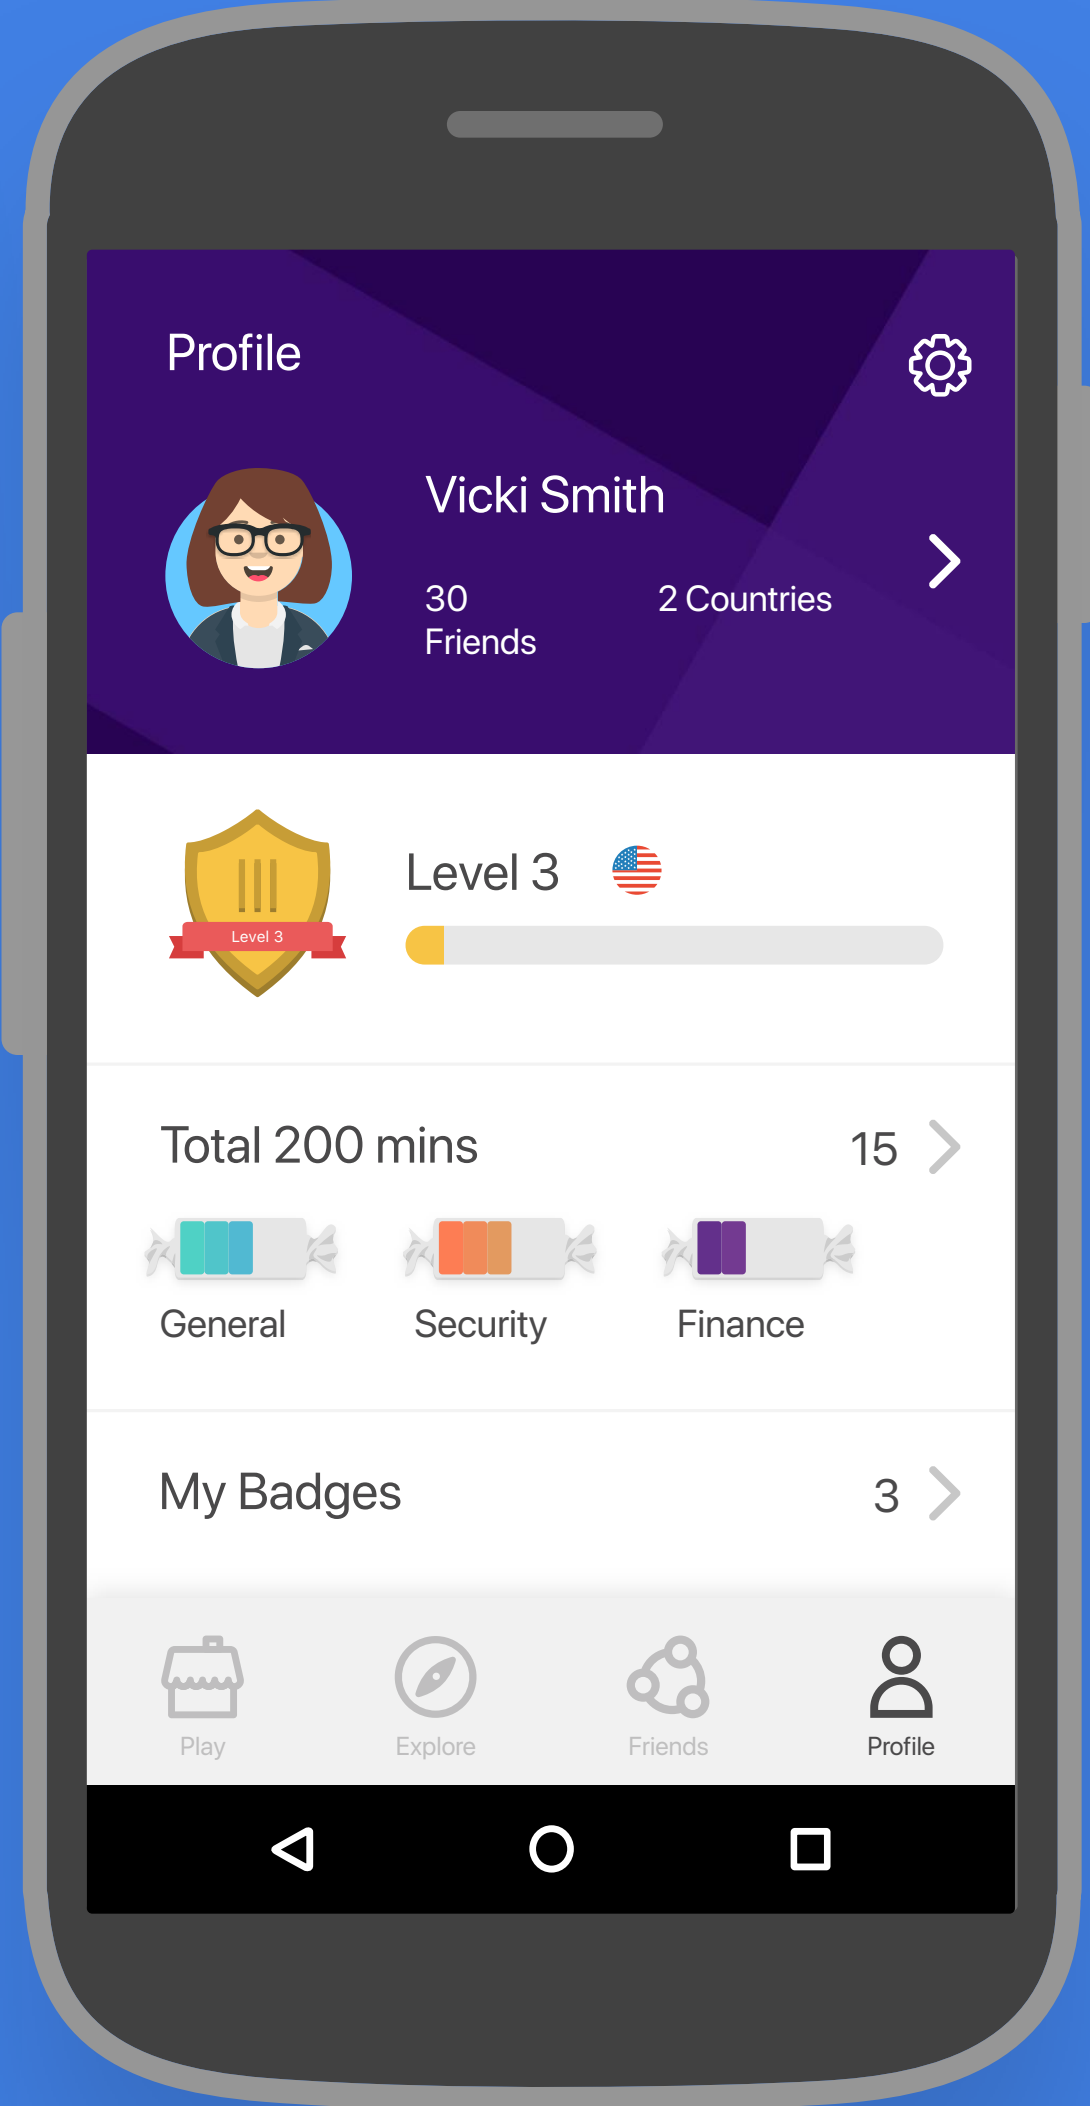 Profile
Vicki Smith
30
Friends
2 Countries
Level 3
Level 3
Total 200 mins
15
General
Security
Finance
My Badges
3
Play
Explore
Friends
Profile